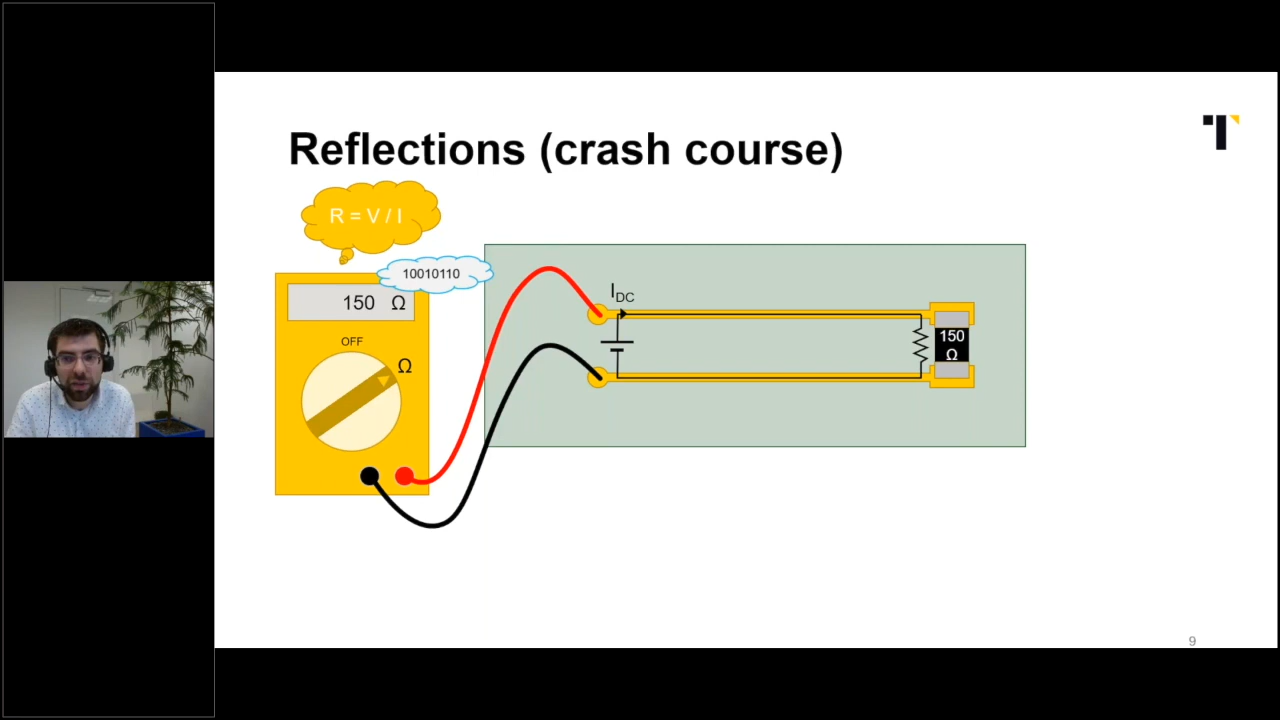 Reflections (crash course)
R = V / I
10010110
150 Ω
OFF
Ω
IDC
150
Ω
9